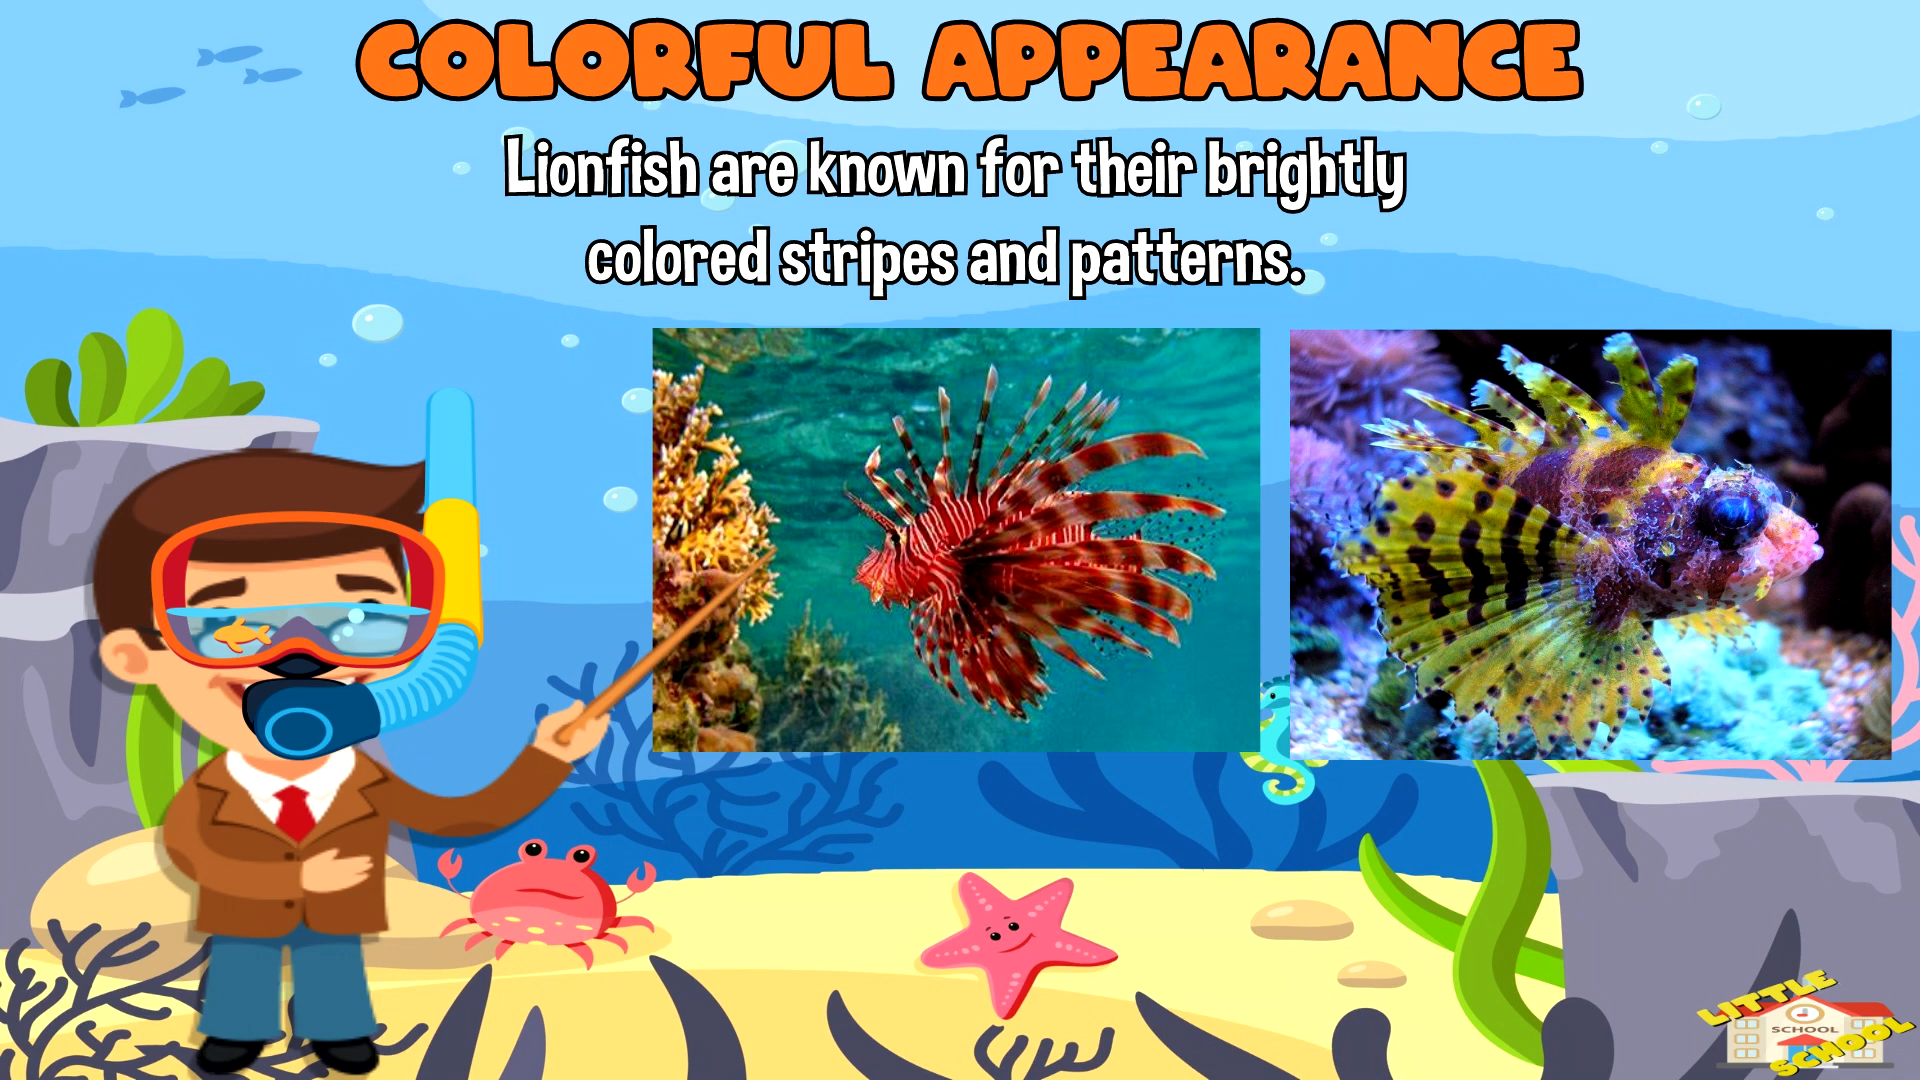 COLORFUL APPEARANCE
Lionfish are known for their brightly
colored stripes and patterns.
LITTLE
SCHOOL
SCHOOL